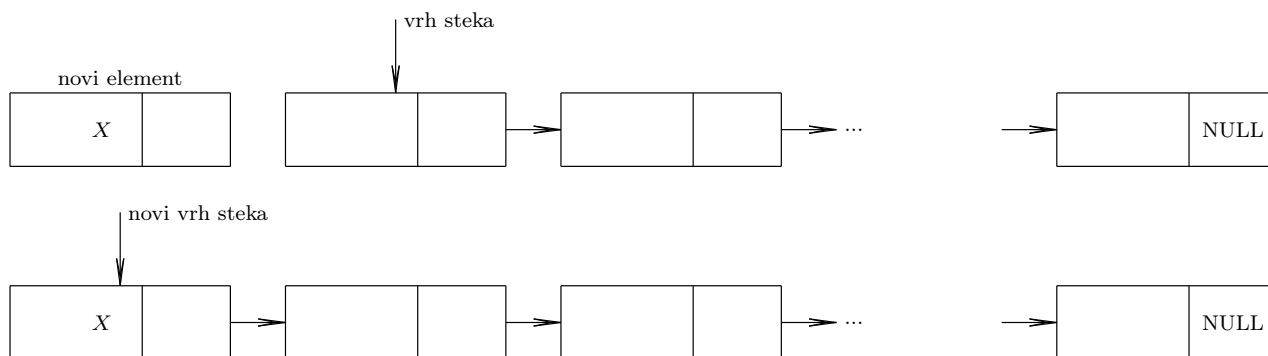 vrh steka
novi element
X
...
NULL
novi vrh steka
X
...
NULL